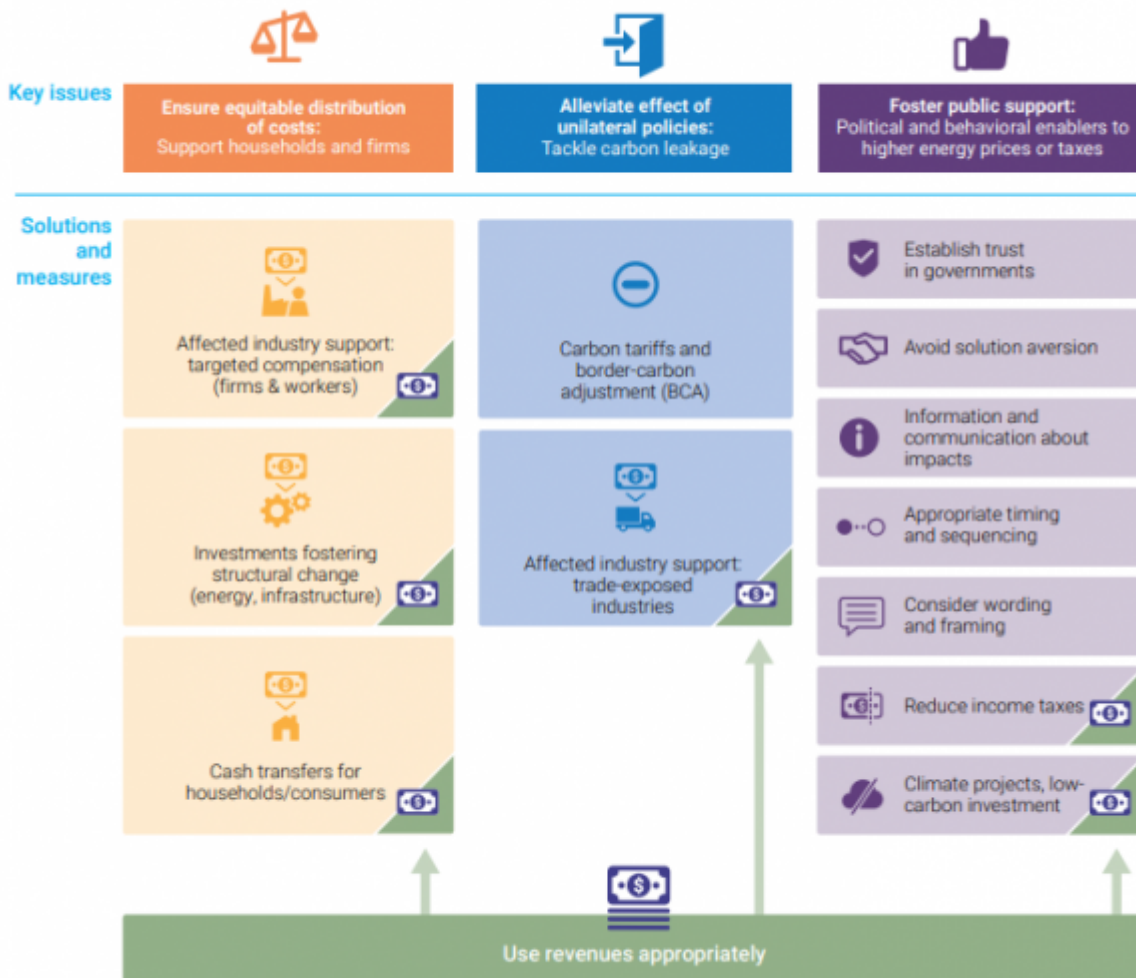 Key issues
Ensure equitable distribution
of costs:
Support households and firms
Alleviate effect of
unilateral policies:
Tackle carbon leakage
Foster public support:
Political and behavioral enablers to
higher energy prices or taxes
Solutions
and
measures
Affected industry support:
targeted compensation
(firms & workers)
Investments fostering
structural change
(energy, infrastructure)
Cash transfers for
households/consumers
Carbon tariffs and
border-carbon
adjustment (BCA)
Affected industry support:
trade-exposed
industries
Establish trust
in governments
Avoid solution aversion
Information and
communication about
impacts
Appropriate timing
and sequencing
Consider wording
and framing
Reduce income taxes
Climate projects, low-
carbon investment
Use revenues appropriately